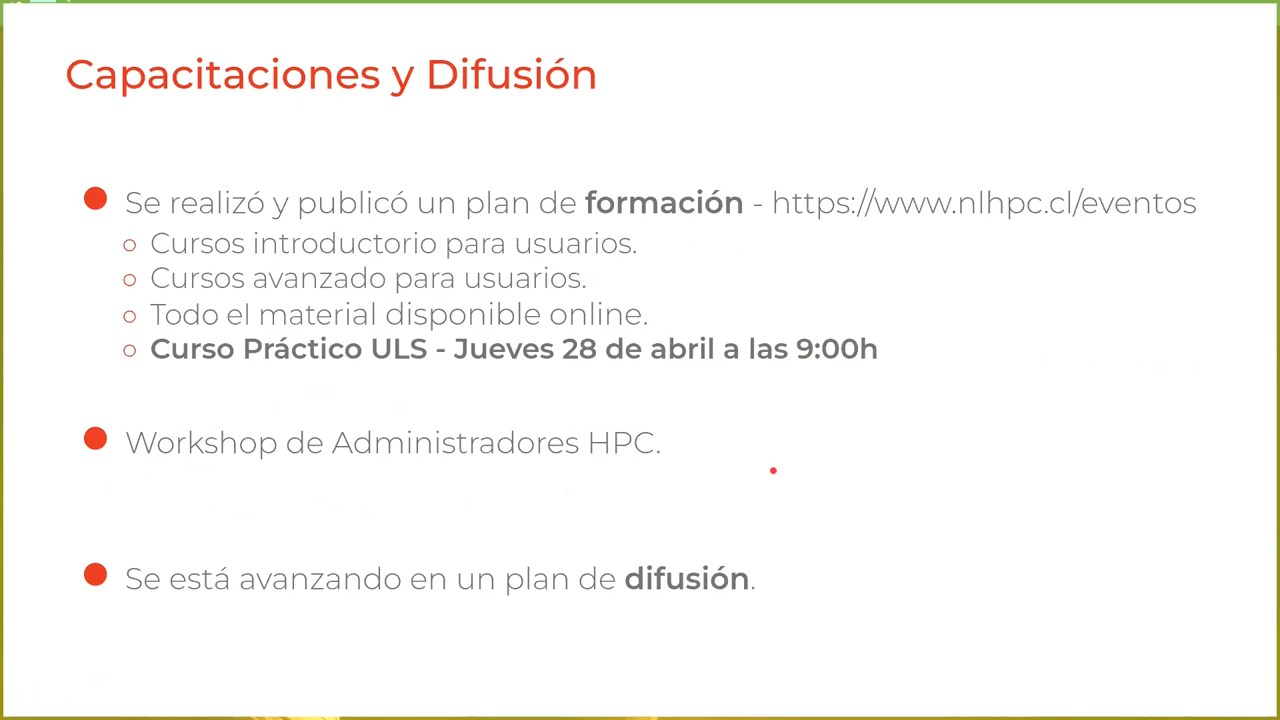 Capacitaciones y Difusión
Se realizó y publicó un plan de formación - https://www.nlhpc.cl/eventos
Cursos introductorio para usuarios.
Cursos avanzado para usuarios.
Todo el material disponible online.
Curso Práctico ULS - Jueves 28 de abril a las 9:00h
Workshop de Administradores HPC.
Se está avanzando en un plan de difusión.